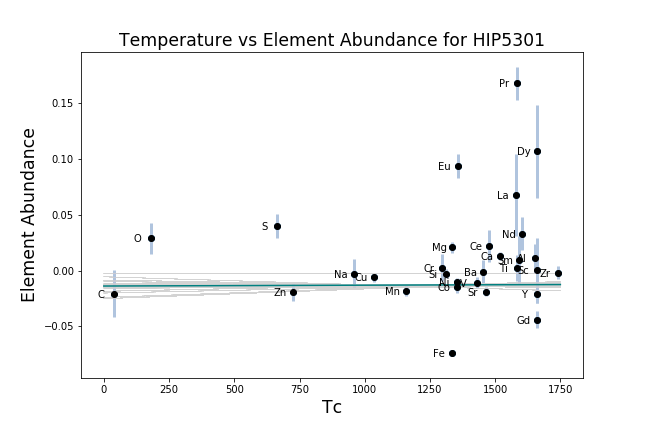 Temperature vs Element Abundance for HIP5301
Element Abundance
0.15
0.10
0.05
0.00
−0.05
Pr
Dy
Eu
La
Nd
O
S
Mg
Ce
Ca
Sm
Al
Cr
Ti
Sc
Zr
Na
Cu
Si
Ba
Ni
V
Co
C
Zn
Mn
Sr
Y
Gd
Fe
0
250
500
750
1000
1250
1500
1750
Tc